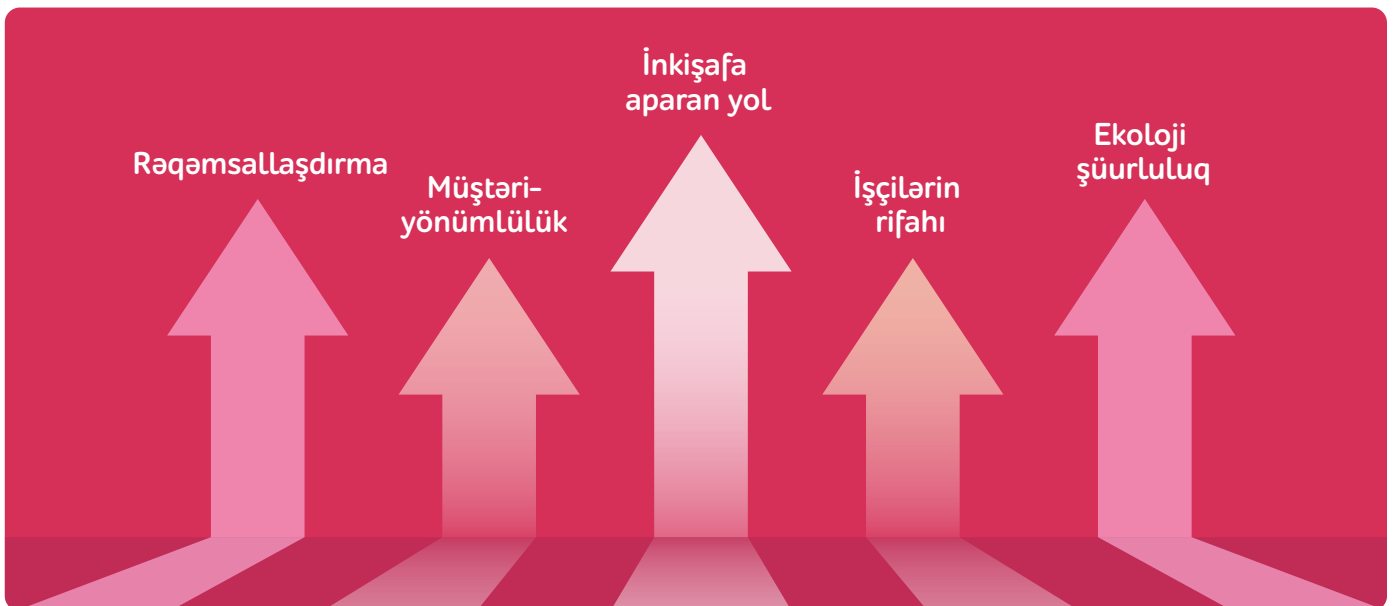 Rəqəmsallaşdırma
Müştəri-
yönümlülük
İnkişafa
aparan yol
İşçilərin
rifahı
Ekoloji
şüurluluq